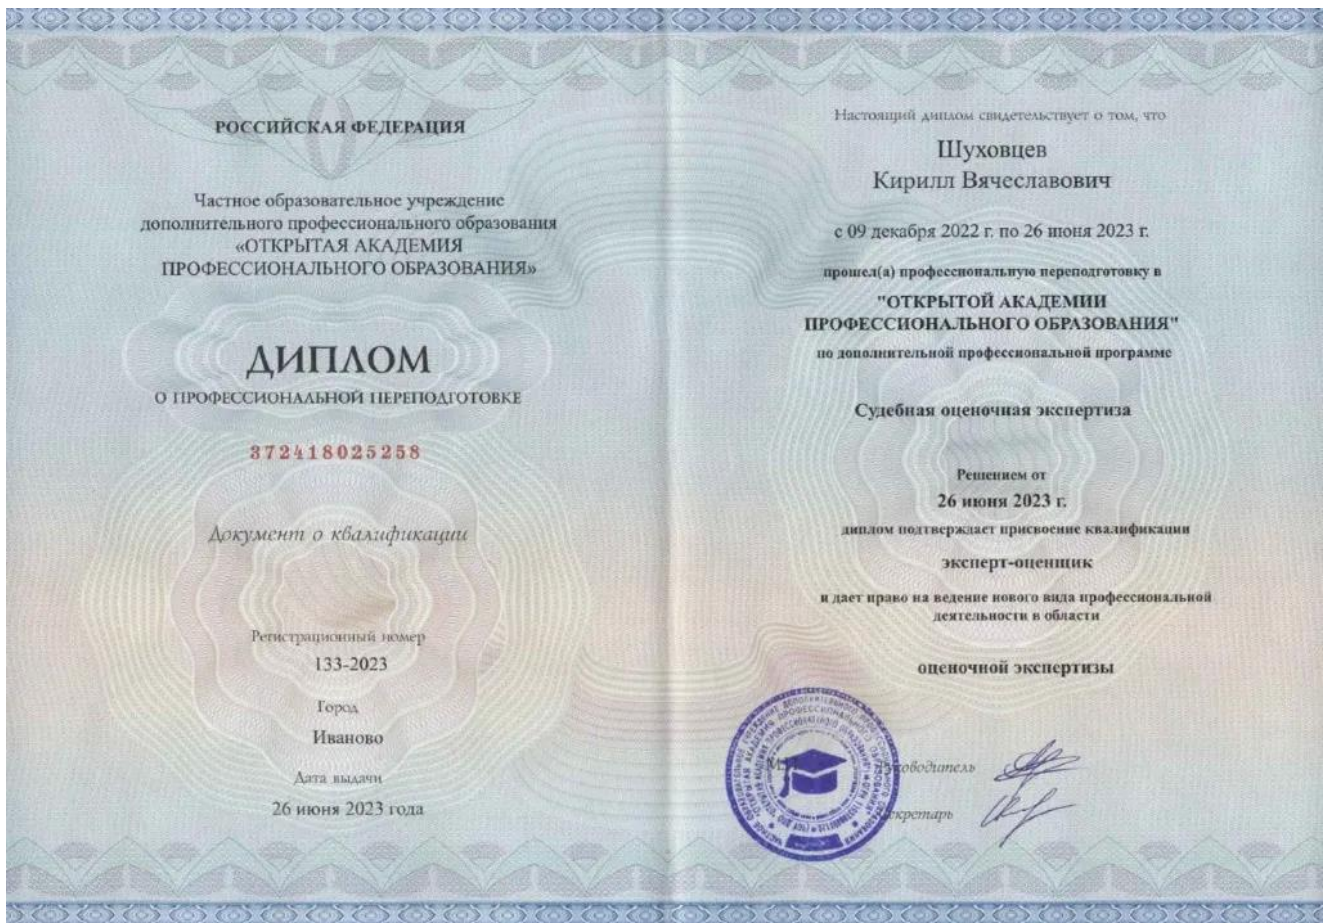 РОССИЙСКАЯ ФЕДЕРАЦИЯ
Частное образовательное учреждение
дополнительного профессионального образования
«ОТКРЫТАЯ АКАДЕМИЯ
ПРОФЕССИОНАЛЬНОГО ОБРАЗОВАНИЯ»
ДИПЛОМ
О ПРОФЕССИОНАЛЬНОЙ ПЕРЕПОДГОТОВКЕ
372418025258
Документ о квалификации
Регистрационный номер
133-2023
Город
Иваново
Дата выдачи
26 июня 2023 года
Настоящий диплом свидетельствует о том, что
Шуховцев
Кирилл Вячеславович
с 09 декабря 2022 г. по 26 июня 2023 г.
прошел(а) профессиональную переподготовку в
"ОТКРЫТОЙ АКАДЕМИИ
ПРОФЕССИОНАЛЬНОГО ОБРАЗОВАНИЯ"
по дополнительной профессиональной программе
Судебная оценочная экспертиза
Решением от
26 июня 2023 г.
диплом подтверждает присвоение квалификации
эксперт-оценщик
и дает право на ведение нового вида профессиональной
деятельности в области
оценочной экспертизы
Руководитель
Секретарь